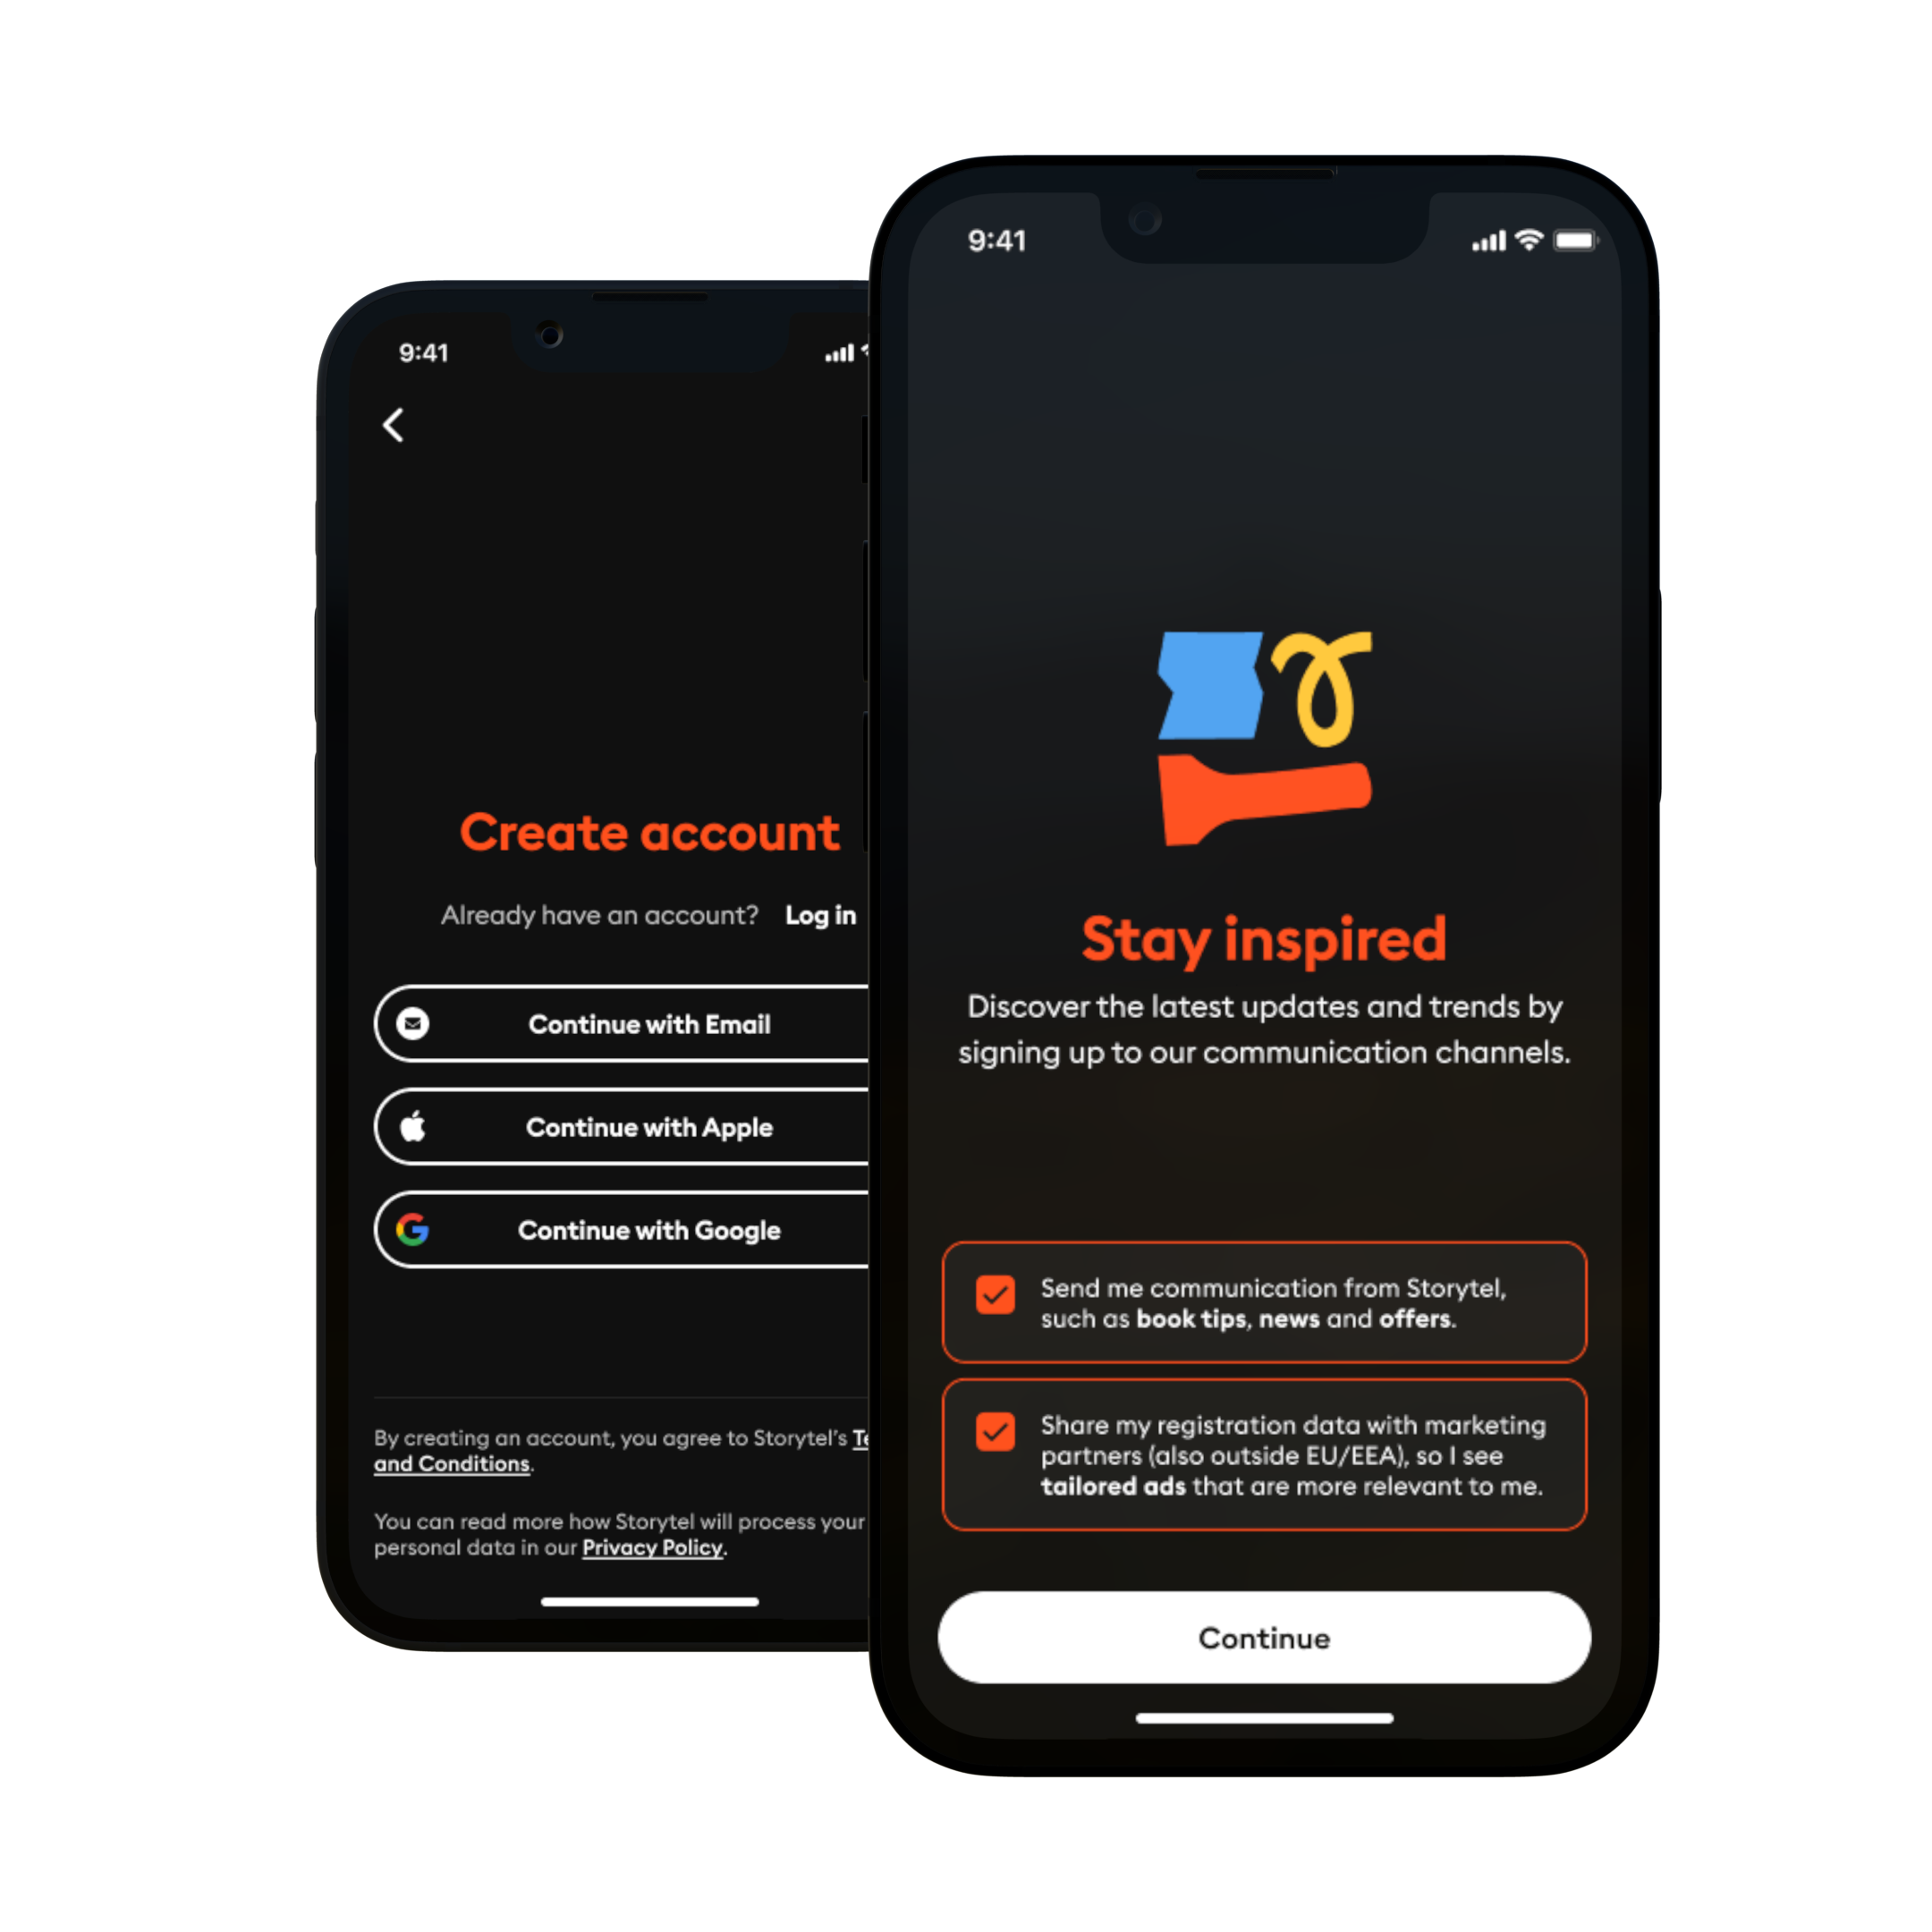 9:41
Create account
Already have an account? Log in
Continue with Email
Continue with Apple
Continue with Google
By creating an account, you agree to Storytel's
and Conditions.
You can read more how Storytel will process your
personal data in our Privacy Policy.
9:41
Stay inspired
Discover the latest updates and trends by
signing up to our communication channels.
Send me communication from Storytel,
such as book tips, news and offers.
Share my registration data with marketing
partners (also outside EU/EEA), so I see
tailored ads that are more relevant to me.
Continue